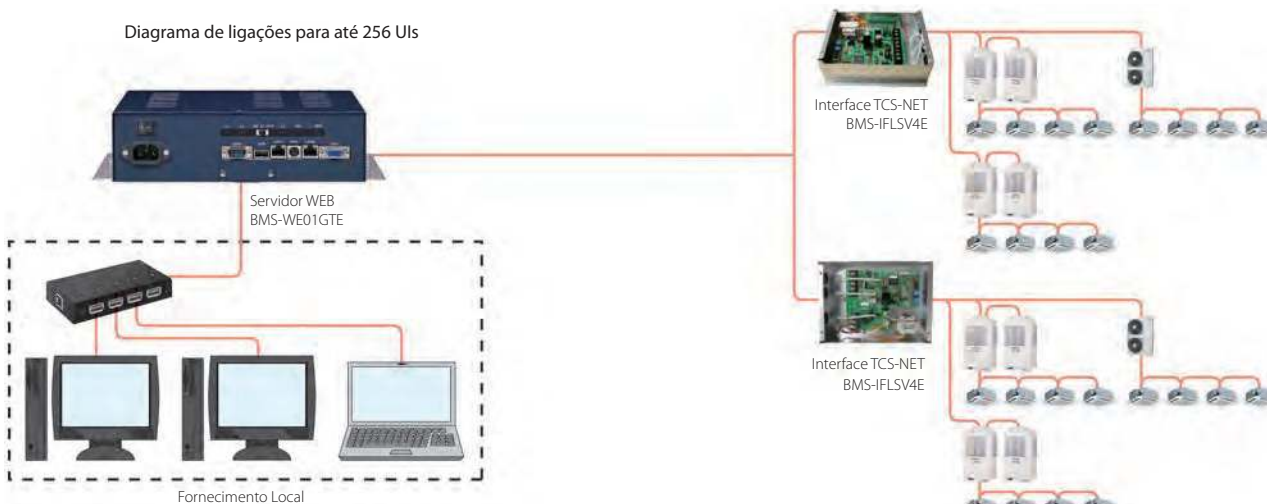 Diagrama de ligações para até 256 UIs
Interface TCS-NET
BMS-IFLSV4E
Servidor WEB
BMS-WE01GTE
Interface TCS-NET
BMS-IFLSV4E
Fornecimento Local